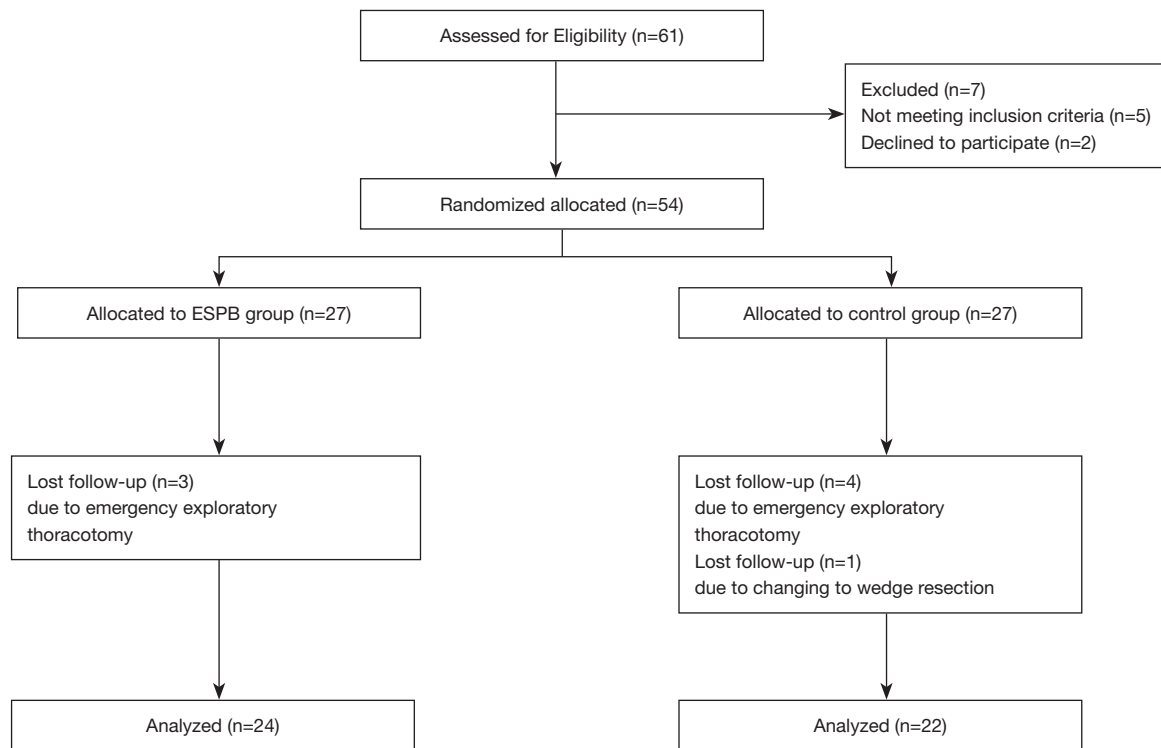 Assessed for Eligibility (n=61)
Excluded (n=7)
Not meeting inclusion criteria (n=5)
Declined to participate (n=2)
Randomized allocated (n=54)
Allocated to ESPB group (n=27)
Allocated to control group (n=27)
Lost follow-up (n=3)
due to emergency exploratory
thoracotomy
Lost follow-up (n=4)
due to emergency exploratory
thoracotomy
Lost follow-up (n=1)
due to changing to wedge resection
Analyzed (n=24)
Analyzed (n=22)